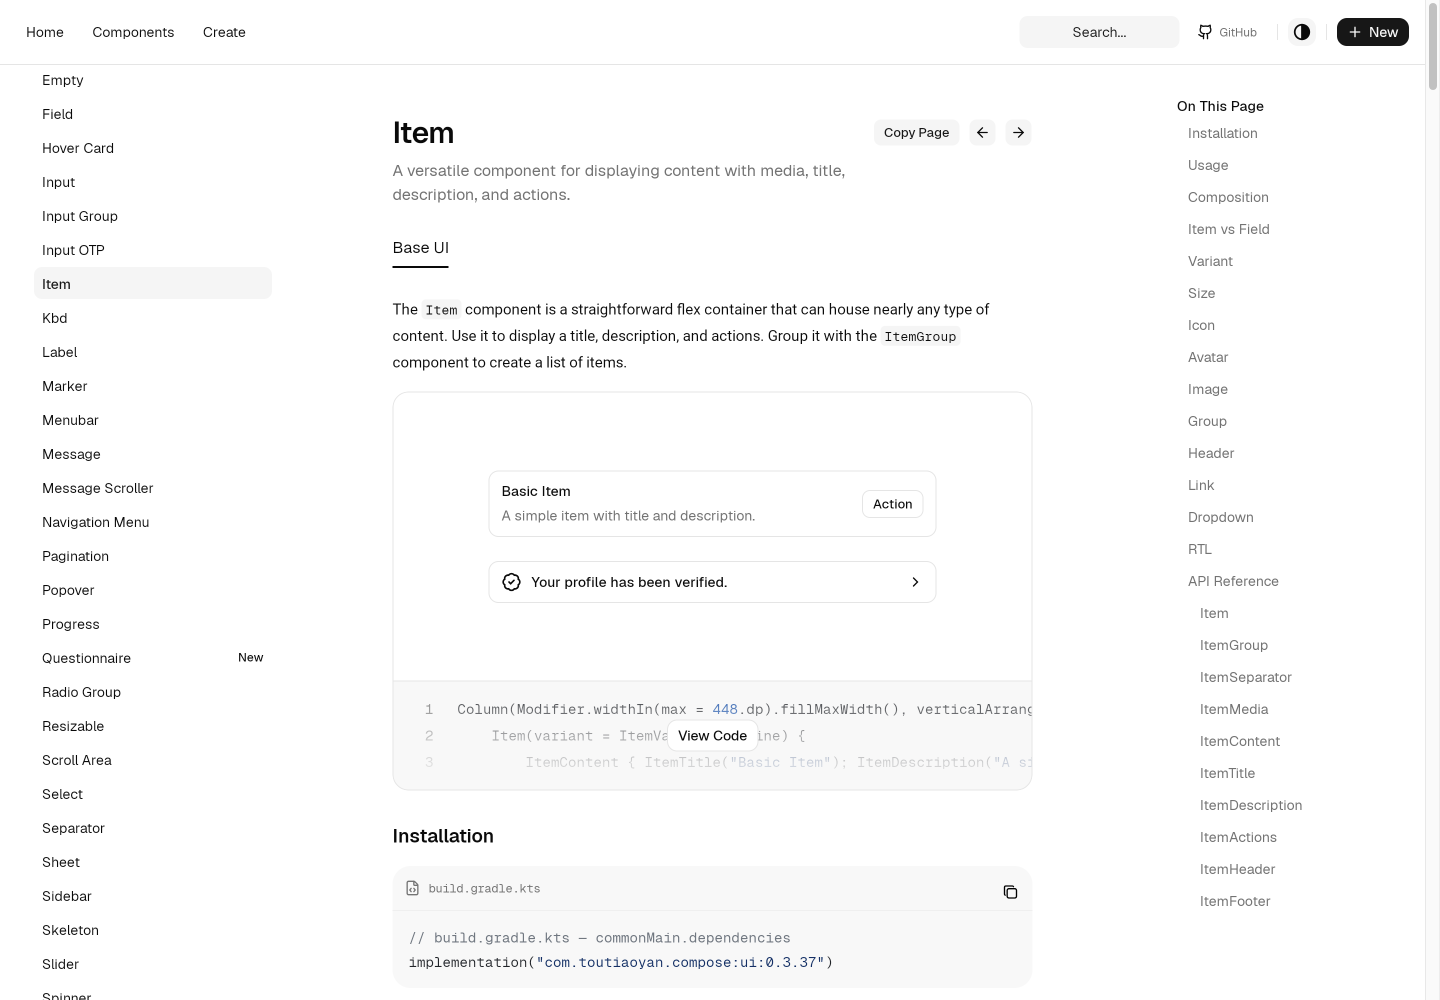 Home
Components
Create
Search...
GitHub
New
Empty
Field
Hover Card
Input
Input Group
Input OTP
Item
Kbd
Label
Marker
Menubar
Message
Message Scroller
Navigation Menu
Pagination
Popover
Progress
Questionnaire New
Radio Group
Resizable
Scroll Area
Select
Separator
Sheet
Sidebar
Skeleton
Slider
Spinner
Item
Copy Page
A versatile component for displaying content with media, title,
description, and actions.
Base UI
The Item component is a straightforward flex container that can house nearly any type of
content. Use it to display a title, description, and actions. Group it with the ItemGroup
component to create a list of items.
Basic Item
A simple item with title and description.
Action
Your profile has been verified.
1 Column(Modifier.widthIn(max = 448.dp).fillMaxWidth(), verticalArrang
2 Item(variant = ItemVa ine) {
View Code
3 ItemContent { ItemTitle("Basic Item"); ItemDescription("A si
Installation
build.gradle.kts
// build.gradle.kts — commonMain.dependencies
implementation("com.toutiaoyan.compose:ui:0.3.37")
On This Page
Installation
Usage
Composition
Item vs Field
Variant
Size
Icon
Avatar
Image
Group
Header
Link
Dropdown
RTL
API Reference
Item
ItemGroup
ItemSeparator
ItemMedia
ItemContent
ItemTitle
ItemDescription
ItemActions
ItemHeader
ItemFooter